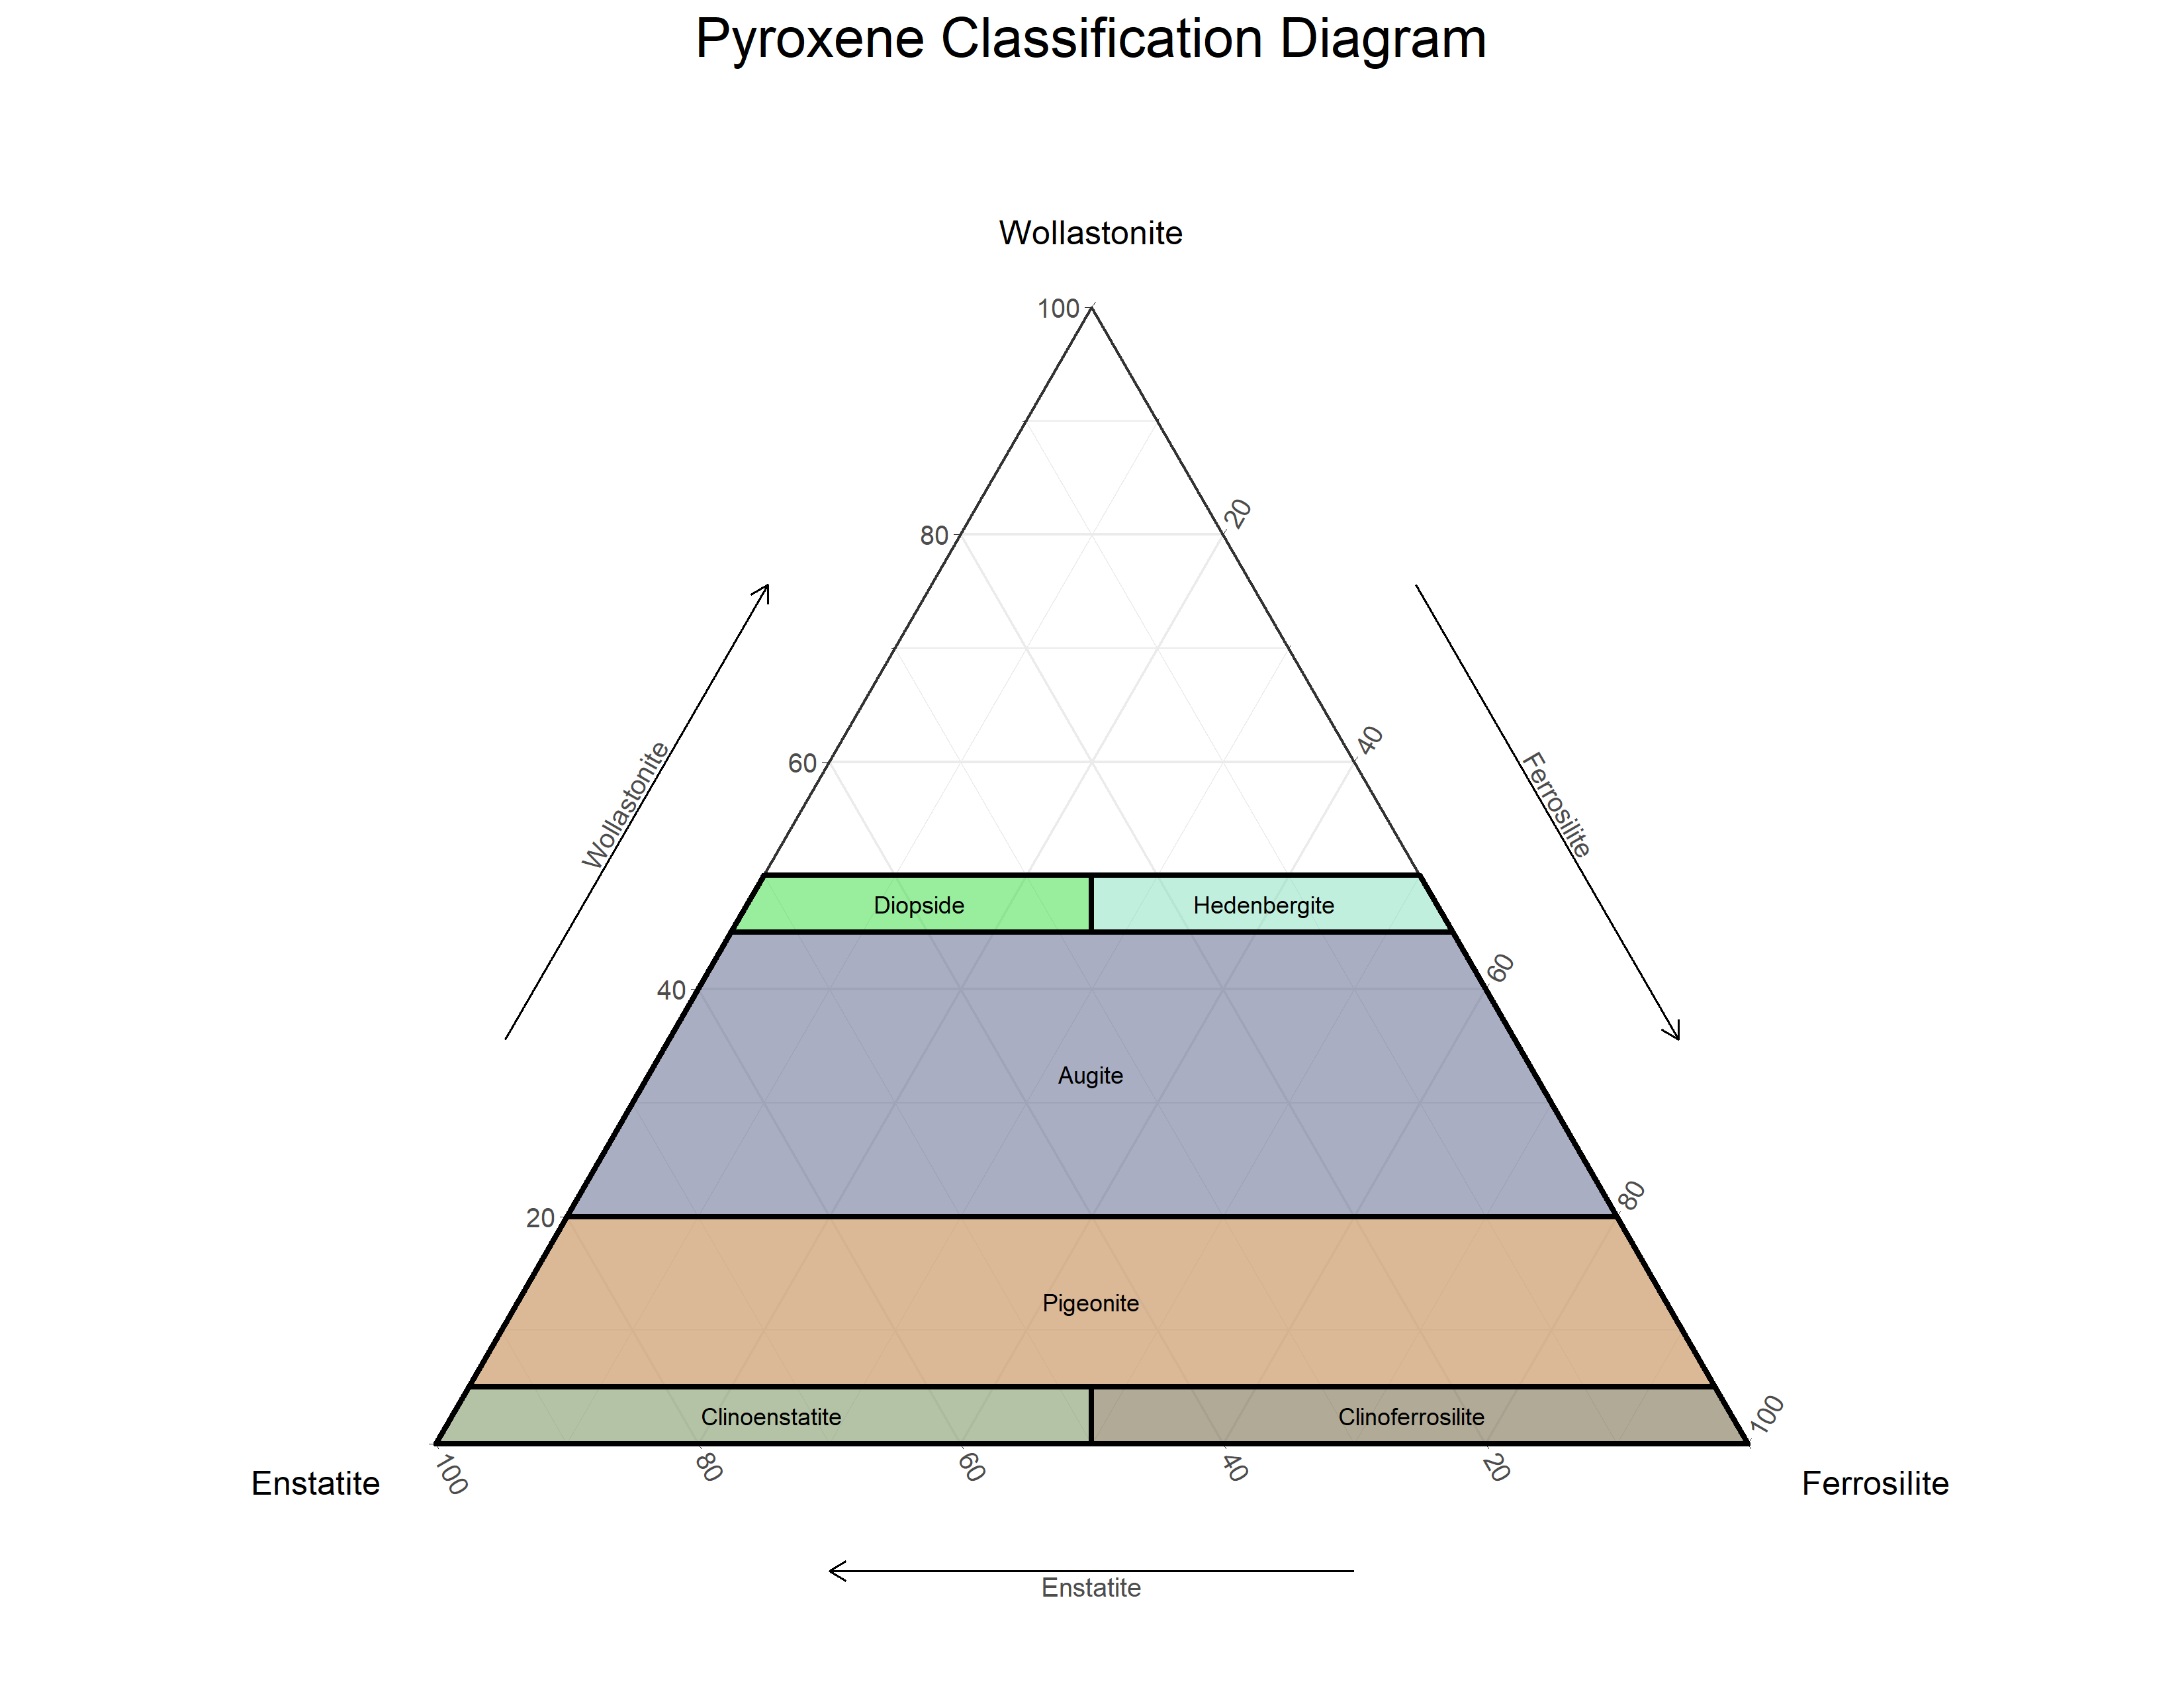 Pyroxene Classification Diagram
Wollastonite
100
80
20
60
40
Wollastonite
Ferrosilite
Diopside
Hedenbergite
40
60
Augite
20
80
Pigeonite
Clinoenstatite
Clinoferrosilite
100
100
80
60
40
20
Enstatite
Ferrosilite
Enstatite